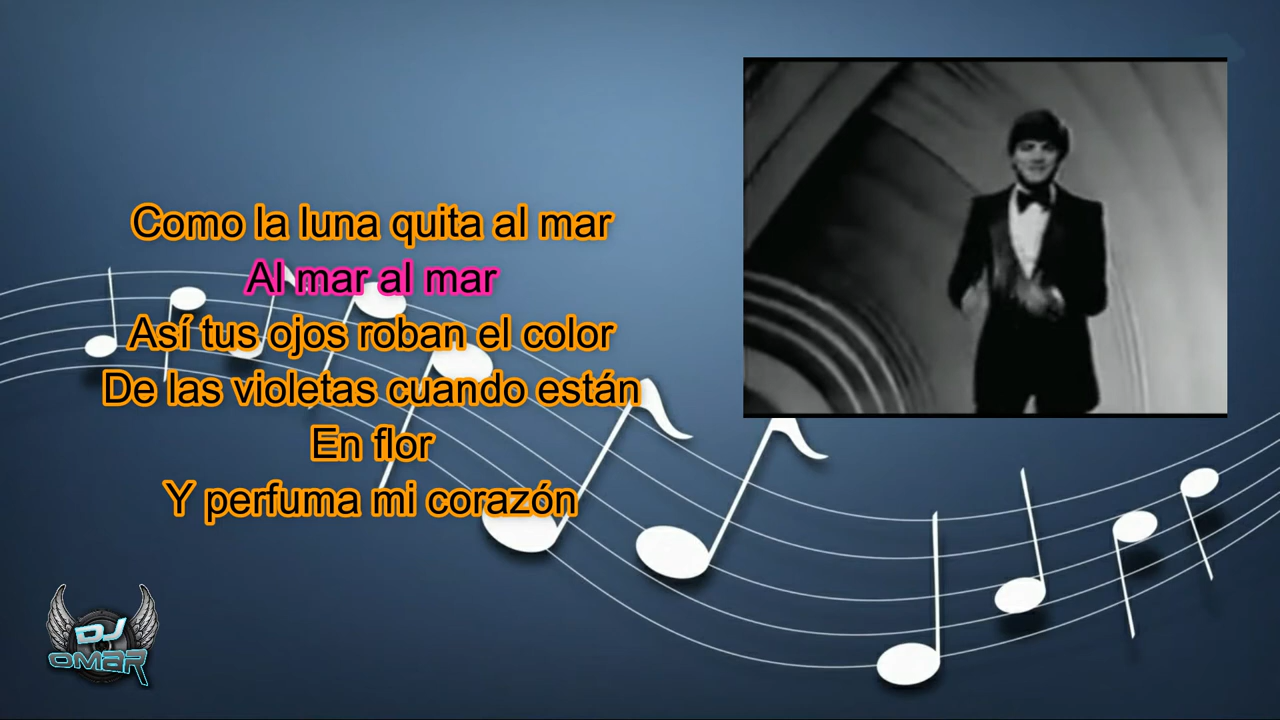 Como la luna quita al mar
Al mar al mar
Así tus ojos roban el color
De las violetas cuando están
En flor
Y perfuma mi corazón
DJ
OMAR